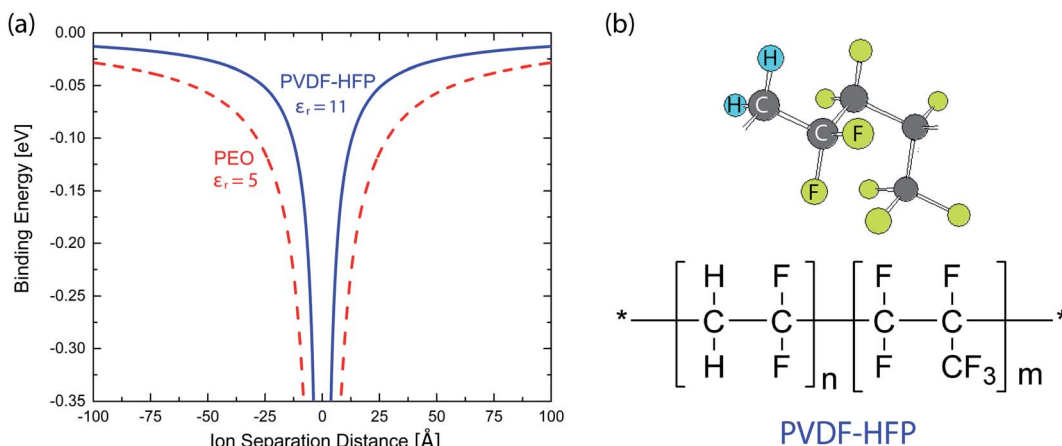 (a)
0.00
-0.05
-0.10
-0.15
-0.20
-0.25
-0.30
-0.35
Binding Energy [eV]
PVDF-HFP
εr = 11
PEO
εr = 5
-100 -75 -50 -25 0 25 50 75 100
Ion Separation Distance [Å]
(b)
H
H C
C F
F
H F F F
* C C C C *
H F F CF3
n m
PVDF-HFP